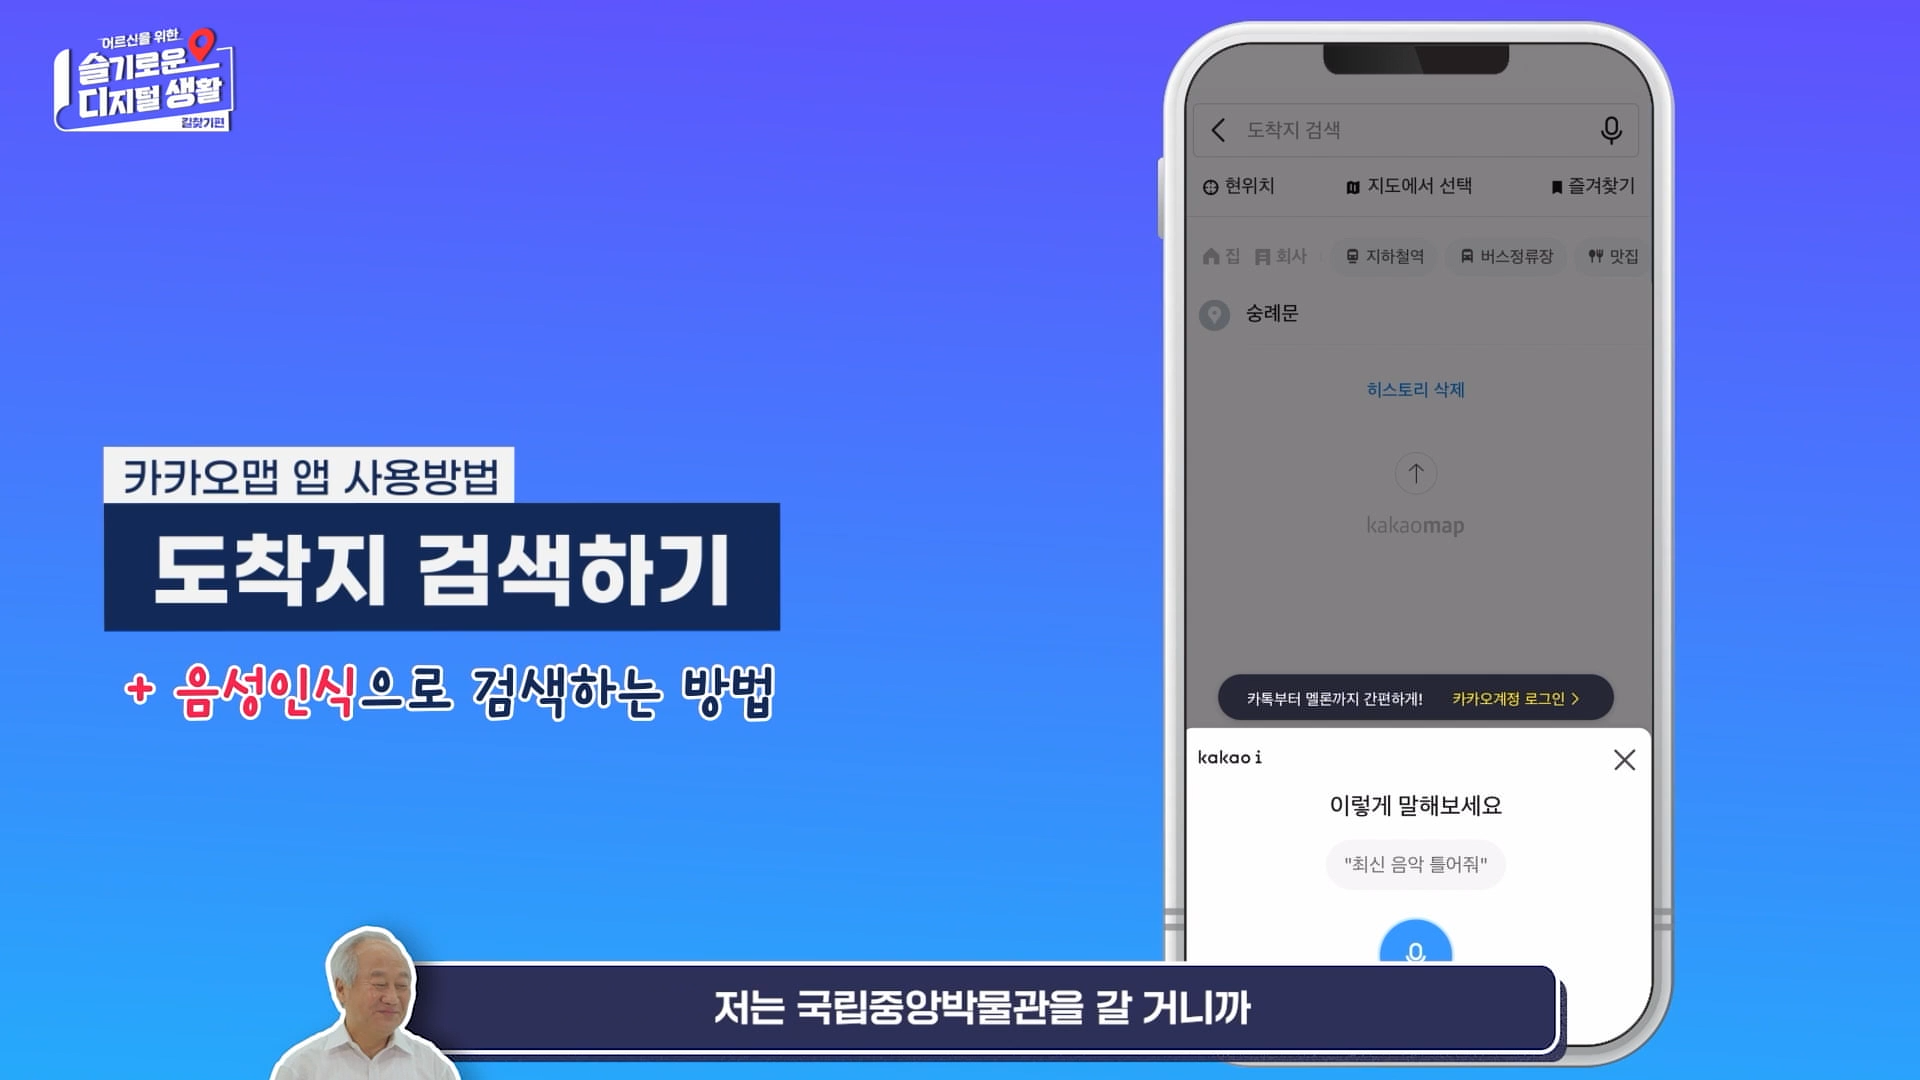 어르신을 위한
슬기로운
디지털 생활
길찾기편
카카오맵 앱 사용방법
도착지 검색하기
+ 음성인식으로 검색하는 방법
도착지 검색
현위치 지도에서 선택 즐겨찾기
집 회사 지하철역 버스정류장 맛집
숭례문
히스토리 삭제
kakaomap
카톡부터 멜론까지 간편하게! 카카오계정 로그인 >
kakao i
이렇게 말해보세요
"최신 음악 틀어줘"
저는 국립중앙박물관을 갈 거니까